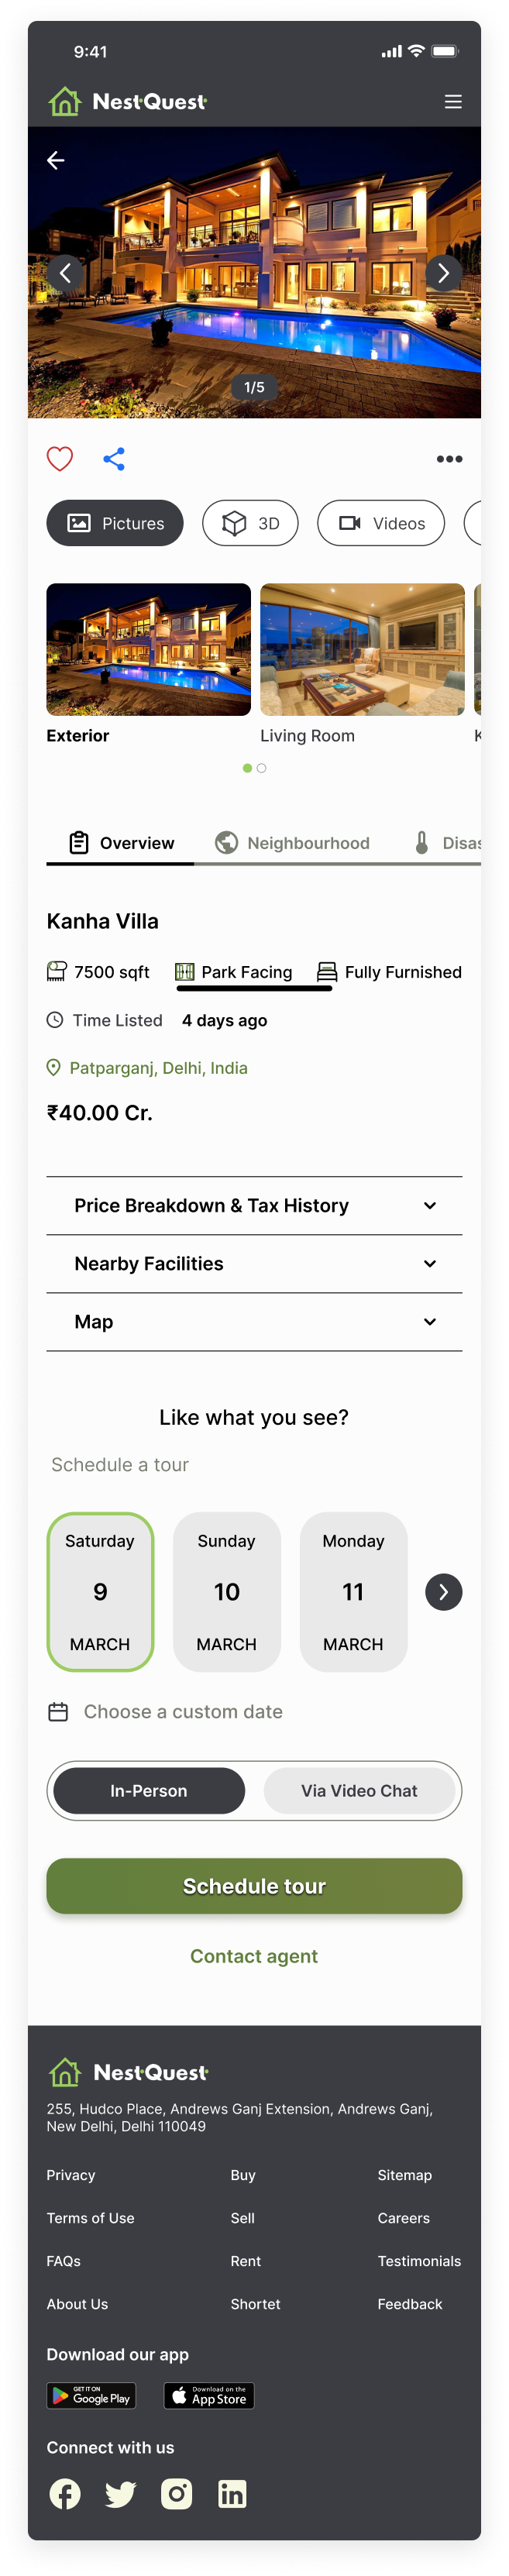 9:41
NestQuest
1/5
Pictures
3D
Videos
Exterior
Living Room
K
Overview
Neighbourhood
Disas
Kanha Villa
7500 sqft
Park Facing
Fully Furnished
Time Listed 4 days ago
Patparganj, Delhi, India
₹40.00 Cr.
Price Breakdown & Tax History
Nearby Facilities
Map
Like what you see?
Schedule a tour
Saturday
9
MARCH
Sunday
10
MARCH
Monday
11
MARCH
Choose a custom date
In-Person
Via Video Chat
Schedule tour
Contact agent
NestQuest
255, Hudco Place, Andrews Ganj Extension, Andrews Ganj,
New Delhi, Delhi 110049
Privacy
Buy
Sitemap
Terms of Use
Sell
Careers
FAQs
Rent
Testimonials
About Us
Shortet
Feedback
Download our app
GET IT ON
Google Play
Download on the
App Store
Connect with us